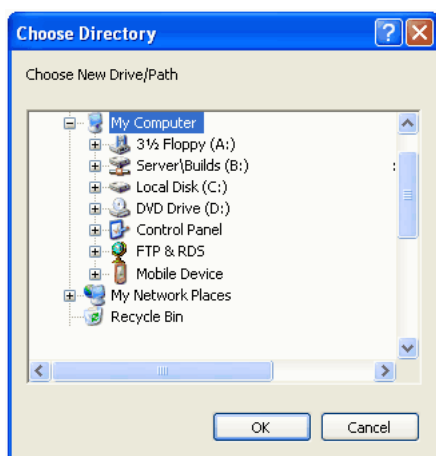 Choose Directory
Choose New Drive/Path
My Computer
3½ Floppy (A:)
Server\Builds (B:)
Local Disk (C:)
DVD Drive (D:)
Control Panel
FTP & RDS
Mobile Device
My Network Places
Recycle Bin
OK Cancel